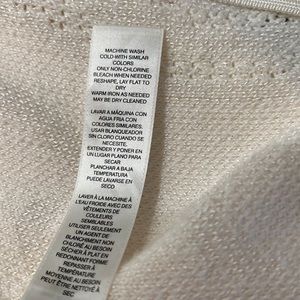 MACHINE WASH
COLD WITH SIMILAR
COLORS
ONLY NON-CHLORINE
BLEACH WHEN NEEDED
RESHAPE, LAY FLAT TO
DRY
WARM IRON AS NEEDED
MAY BE DRY CLEANED
LAVAR A MÁQUINA CON
AGUA FRIA CON
COLORES SIMILARES.
USAR BLANQUEADOR
SIN CLORO CUANDO SE
NECESITE.
EXTENDER Y PONER EN
UN LUGAR PLANO PARA
SECAR
PLANCHAR A BAJA
TEMPERATURA
PUEDE LAVARSE EN
SECO
LAVER À LA MACHINE À
L'EAU FROIDE AVEC DES
VÊTEMENTS DE
COULEURS
SEMBLABLES
UTILISER SEULEMENT
UN AGENT DE
BLANCHIMENT NON
CHLORÉ AU BESOIN
SÉCHER À PLAT EN
REDONNANT FORME
REPASSER À
TEMPÉRATURE
MOYENNE AU BESOIN
PEUT ÊTRE NETTOYÉ À
SEC